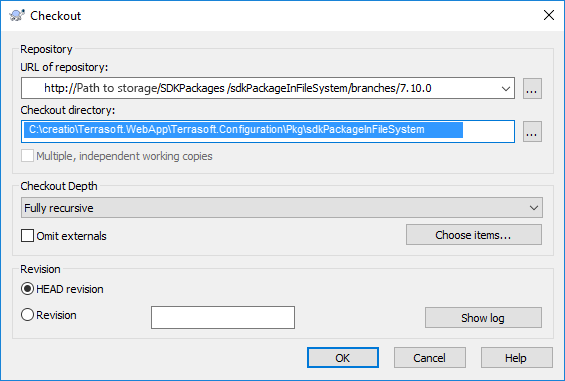 Checkout
Repository
URL of repository:
http://Path to storage/SDKPackages /sdkPackageInFileSystem/branches/7.10.0
...
Checkout directory:
C:\creatio\Terrasoft.WebApp\Terrasoft.Configuration\Pkg\sdkPackageInFileSystem
...
Multiple, independent working copies
Checkout Depth
Fully recursive
Omit externals
Choose items...
Revision
HEAD revision
Revision
Show log
OK
Cancel
Help